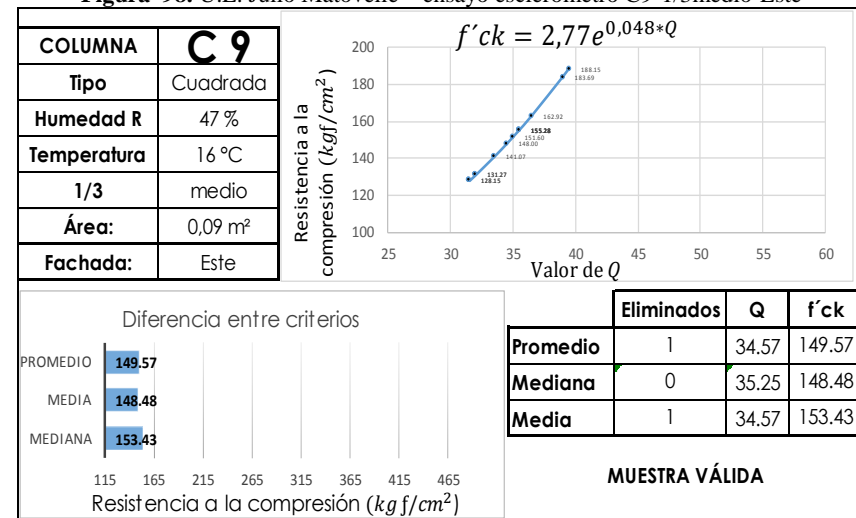 Figura 98. U.E. Julio Matovelle – ensayo esclerómetro C9 1/3medio-Este
COLUMNA C 9
Tipo Cuadrada
Humedad R 47 %
Temperatura 16 °C
1/3 medio
Área: 0,09 m²
Fachada: Este
f´ck = 2,77e^0,048*Q
Resistencia a la
compresión (kgf/cm²)
200
180
160
140
120
100
188.15
183.69
162.92
155.28
151.60
148.00
141.07
131.27
128.15
25 30 35 40 45 50 55 60
Valor de Q
Diferencia entre criterios
PROMEDIO 149.57
MEDIA 148.48
MEDIANA 153.43
115 165 215 265 315 365 415 465
Resistencia a la compresión (kgf/cm²)
Eliminados Q f´ck
Promedio 1 34.57 149.57
Mediana 0 35.25 148.48
Media 1 34.57 153.43
MUESTRA VÁLIDA